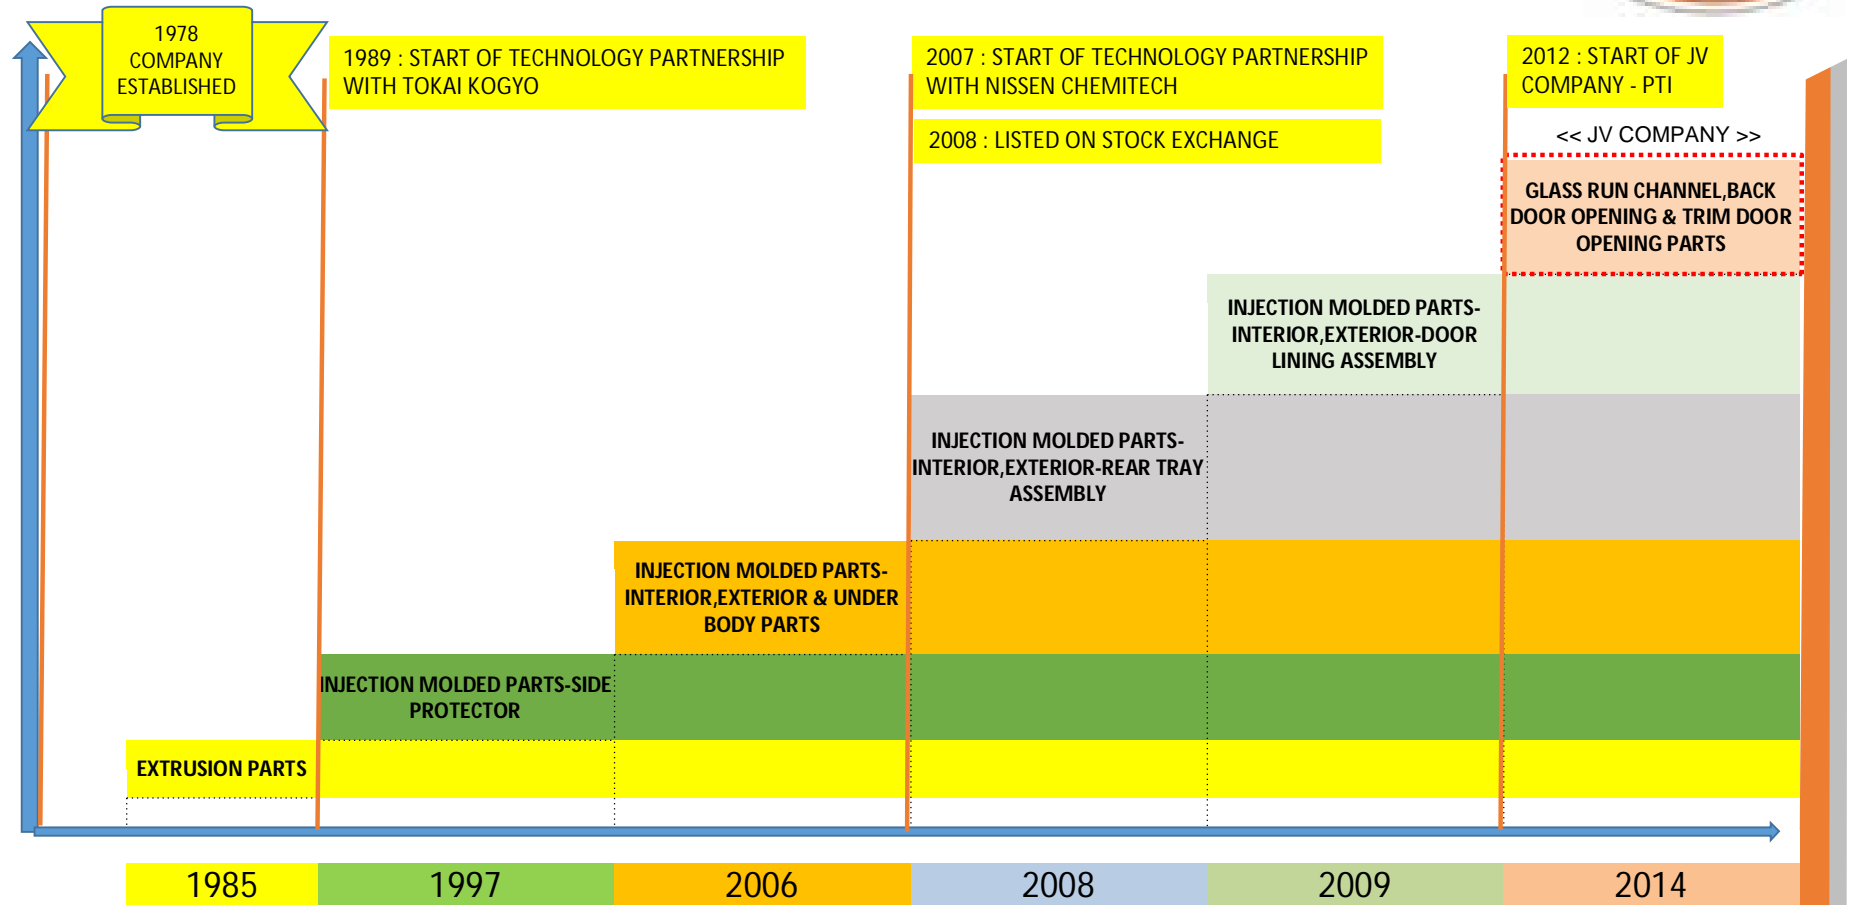 1978
COMPANY
ESTABLISHED
1989 : START OF TECHNOLOGY PARTNERSHIP
WITH TOKAI KOGYO
2007 : START OF TECHNOLOGY PARTNERSHIP
WITH NISSEN CHEMITECH
2008 : LISTED ON STOCK EXCHANGE
2012 : START OF JV
COMPANY - PTI
<< JV COMPANY >>
GLASS RUN CHANNEL,BACK
DOOR OPENING & TRIM DOOR
OPENING PARTS
INJECTION MOLDED PARTS-
INTERIOR,EXTERIOR-DOOR
LINING ASSEMBLY
INJECTION MOLDED PARTS-
INTERIOR,EXTERIOR-REAR TRAY
ASSEMBLY
INJECTION MOLDED PARTS-
INTERIOR,EXTERIOR & UNDER
BODY PARTS
INJECTION MOLDED PARTS-SIDE
PROTECTOR
EXTRUSION PARTS
1985
1997
2006
2008
2009
2014